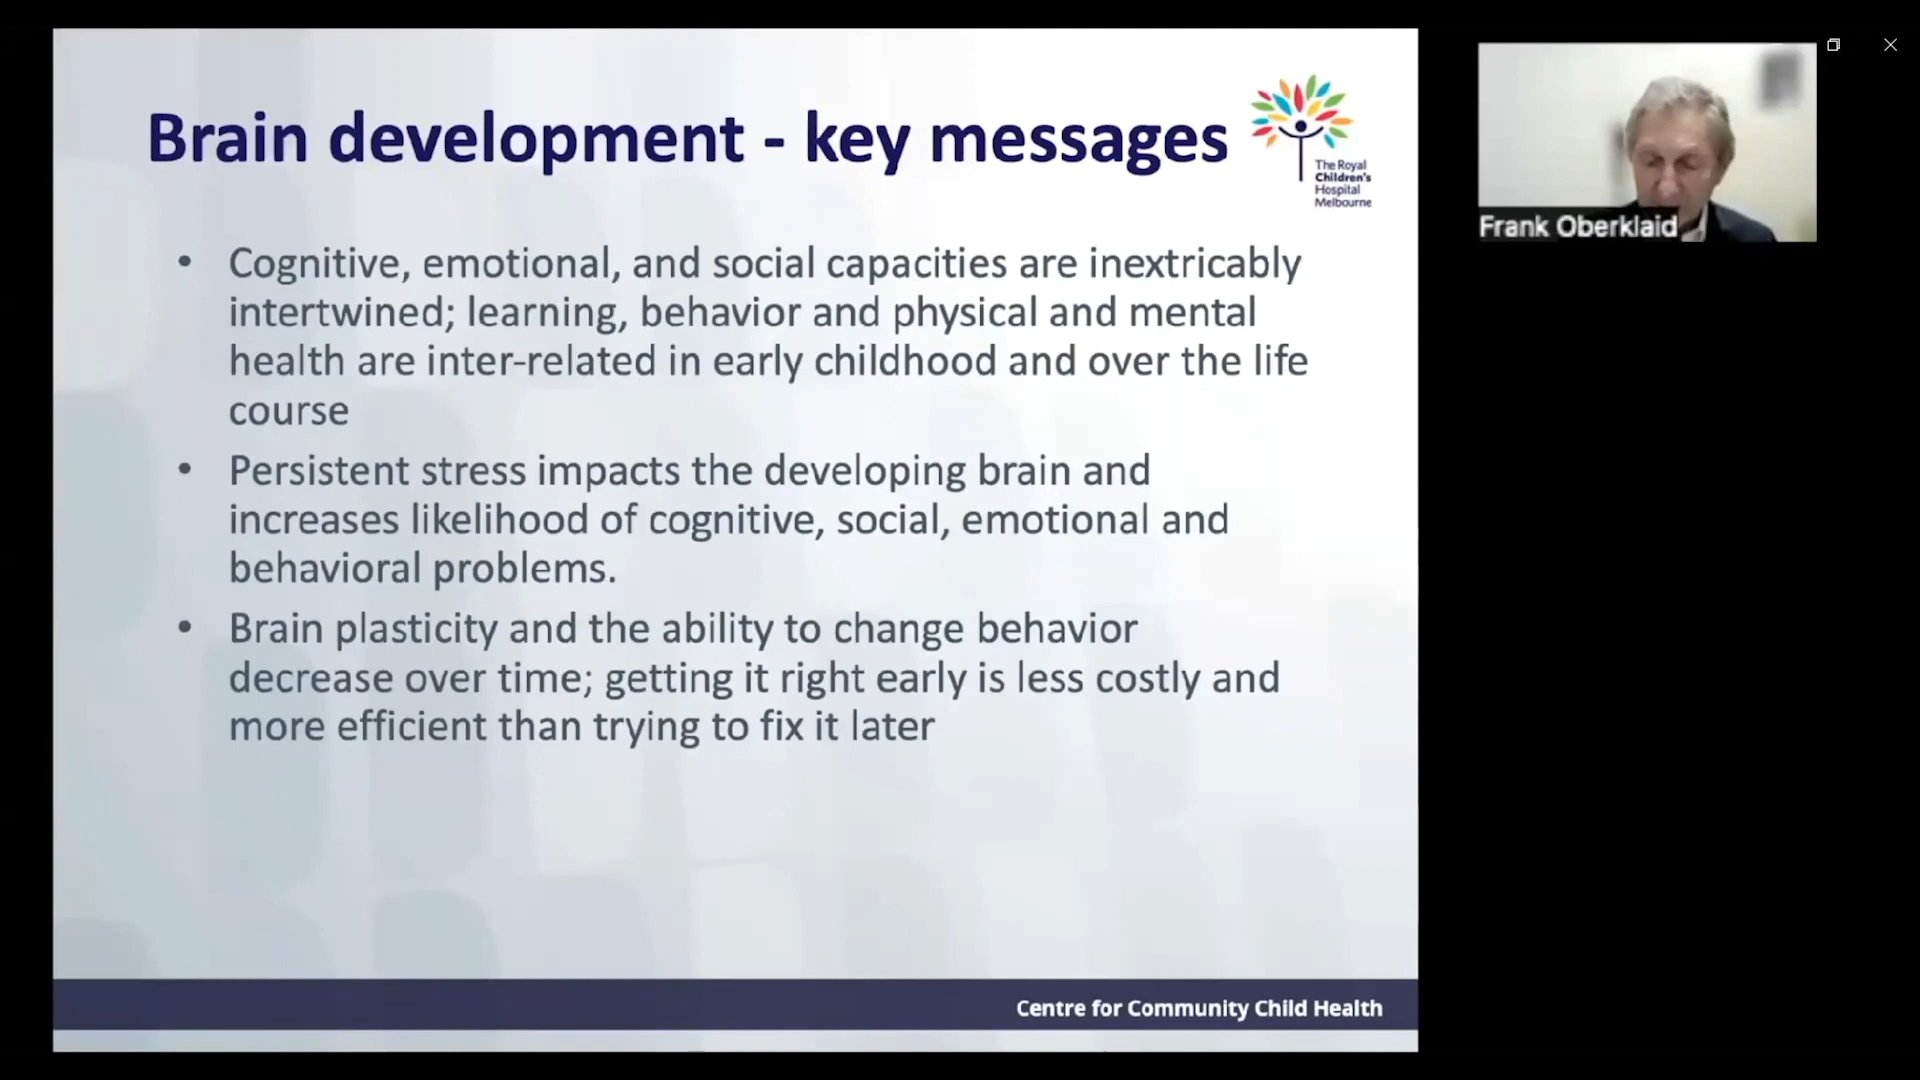 Brain development - key messages
The Royal
Children's
Hospital
Melbourne
• Cognitive, emotional, and social capacities are inextricably
intertwined; learning, behavior and physical and mental
health are inter-related in early childhood and over the life
course
• Persistent stress impacts the developing brain and
increases likelihood of cognitive, social, emotional and
behavioral problems.
• Brain plasticity and the ability to change behavior
decrease over time; getting it right early is less costly and
more efficient than trying to fix it later
Centre for Community Child Health
Frank Oberklaid